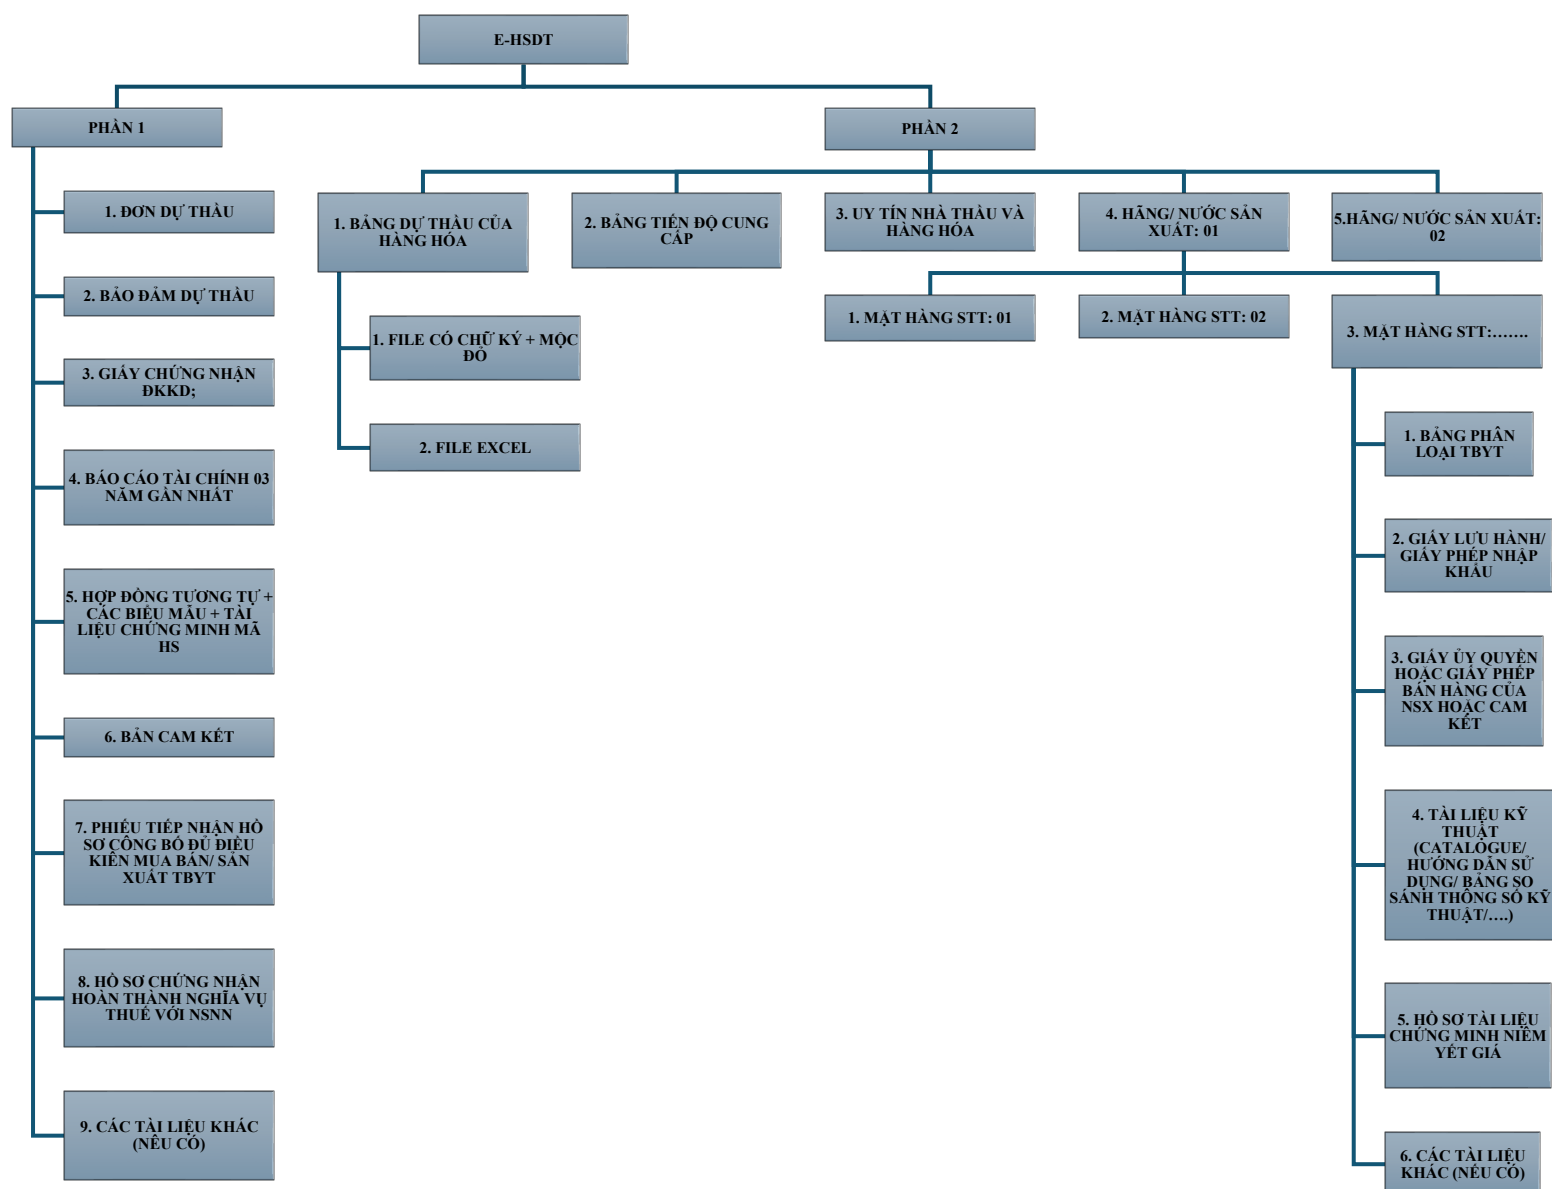 E-HSDT
PHẦN 1
1. ĐƠN DỰ THẦU
2. BẢO ĐẢM DỰ THẦU
3. GIẤY CHỨNG NHẬN
ĐKKD;
4. BÁO CÁO TÀI CHÍNH 03
NĂM GẦN NHẤT
5. HỢP ĐỒNG TƯƠNG TỰ +
CÁC BIỂU MẪU + TÀI
LIỆU CHỨNG MINH MÃ
HS
6. BẢN CAM KẾT
7. PHIẾU TIẾP NHẬN HỒ
SƠ CÔNG BỐ ĐỦ ĐIỀU
KIÊN MUA BÁN/ SẢN
XUẤT TBYT
8. HỒ SƠ CHỨNG NHẬN
HOÀN THÀNH NGHĨA VỤ
THUẾ VỚI NSNN
9. CÁC TÀI LIỆU KHÁC
(NẾU CÓ)
PHẦN 2
1. BẢNG DỰ THẦU CỦA
HÀNG HÓA
1. FILE CÓ CHỮ KÝ + MỘC
ĐỎ
2. FILE EXCEL
2. BẢNG TIẾN ĐỘ CUNG
CẤP
3. UY TÍN NHÀ THẦU VÀ
HÀNG HÓA
4. HÃNG/ NƯỚC SẢN
XUẤT: 01
1. MẶT HÀNG STT: 01
2. MẶT HÀNG STT: 02
3. MẶT HÀNG STT:…….
1. BẢNG PHÂN
LOẠI TBYT
2. GIẤY LƯU HÀNH/
GIẤY PHÉP NHẬP
KHẨU
3. GIẤY ỦY QUYỀN
HOẶC GIẤY PHÉP
BÁN HÀNG CỦA
NSX HOẶC CAM
KẾT
4. TÀI LIỆU KỸ
THUẬT
(CATALOGUE/
HƯỚNG DẪN SỬ
DỤNG/ BẢNG SO
SÁNH THÔNG SỐ KỸ
THUẬT/….)
5. HỒ SƠ TÀI LIỆU
CHỨNG MINH NIÊM
YẾT GIÁ
6. CÁC TÀI LIỆU
KHÁC (NẾU CÓ)
5.HÃNG/ NƯỚC SẢN XUẤT:
02